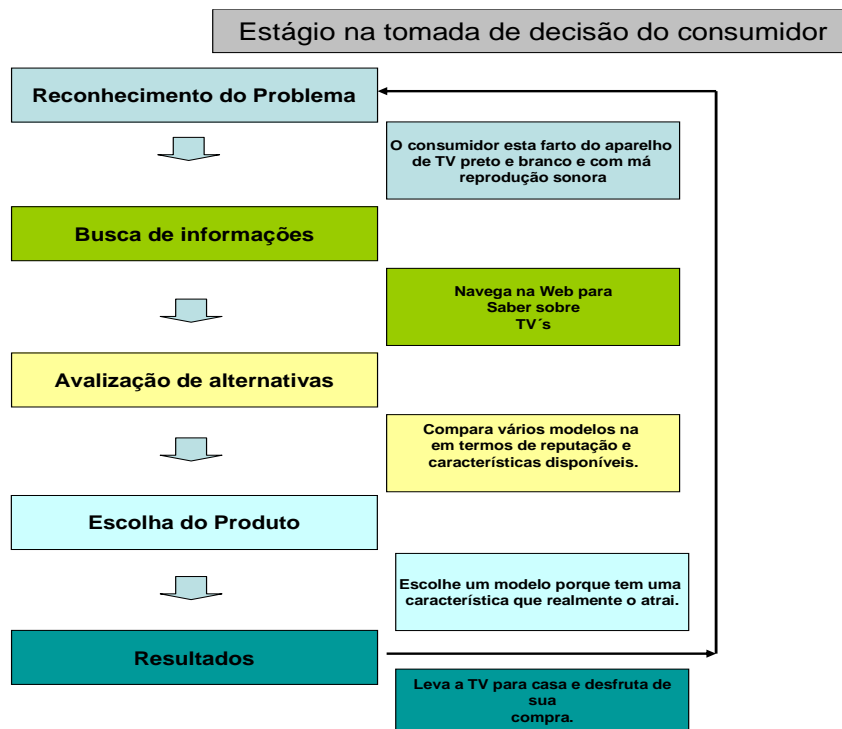 Estágio na tomada de decisão do consumidor
Reconhecimento do Problema
O consumidor esta farto do aparelho
de TV preto e branco e com má
reprodução sonora
Busca de informações
Navega na Web para
Saber sobre
TV´s
Avalização de alternativas
Compara vários modelos na
em termos de reputação e
características disponíveis.
Escolha do Produto
Escolhe um modelo porque tem uma
característica que realmente o atrai.
Resultados
Leva a TV para casa e desfruta de
sua
compra.